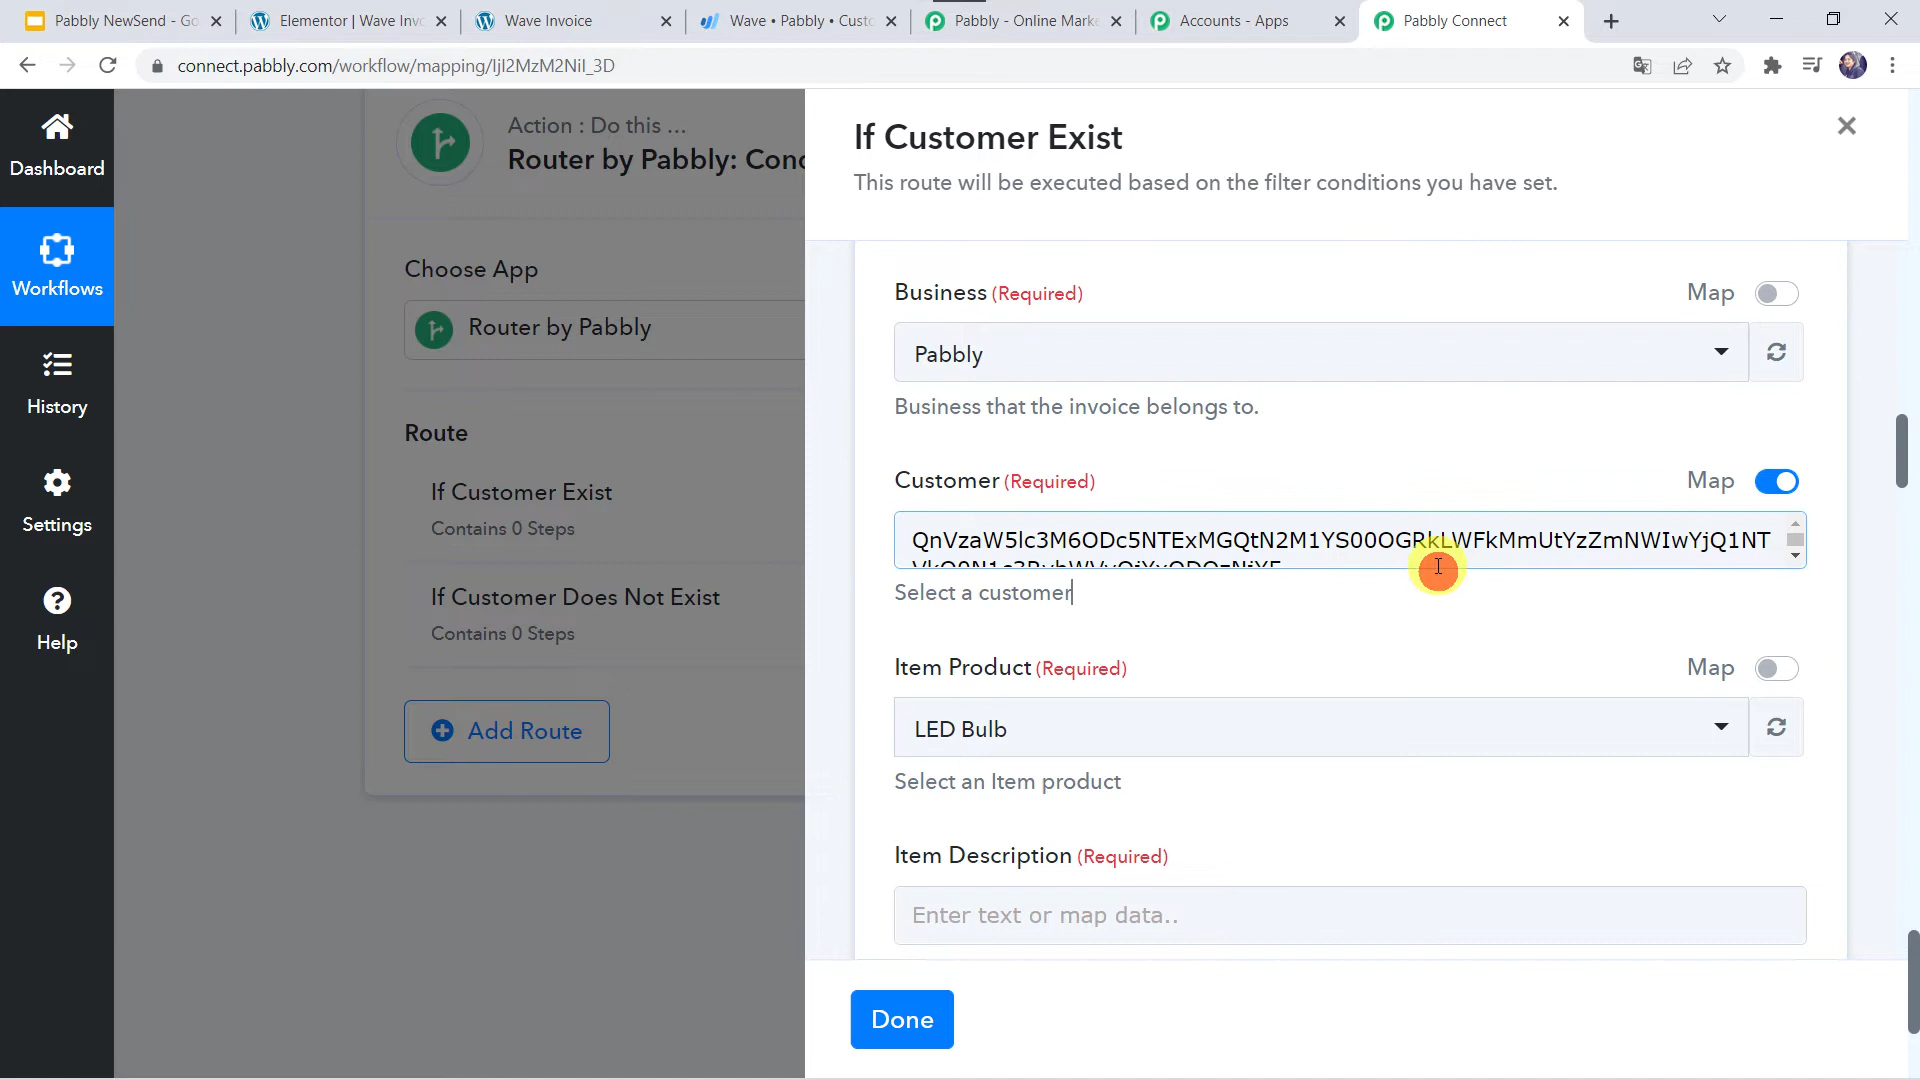 Pabbly NewSend - Go
Elementor | Wave Invo
Wave Invoice
Wave • Pabbly • Custo
Pabbly - Online Marke
Accounts - Apps
Pabbly Connect
connect.pabbly.com/workflow/mapping/IjI2MzM2NiI_3D
Dashboard
Workflows
History
Settings
Help
Action : Do this ...
Router by Pabbly: Conc
Choose App
Router by Pabbly
Route
If Customer Exist
Contains 0 Steps
If Customer Does Not Exist
Contains 0 Steps
Add Route
If Customer Exist
This route will be executed based on the filter conditions you have set.
Business (Required)
Map
Pabbly
Business that the invoice belongs to.
Customer (Required)
Map
QnVzaW5lc3M6ODc5NTExMGQtN2M1YS00OGRkLWFkMmUtYzZmNWIwYjQ1NT
Select a customer
Item Product (Required)
Map
LED Bulb
Select an Item product
Item Description (Required)
Enter text or map data..
Done